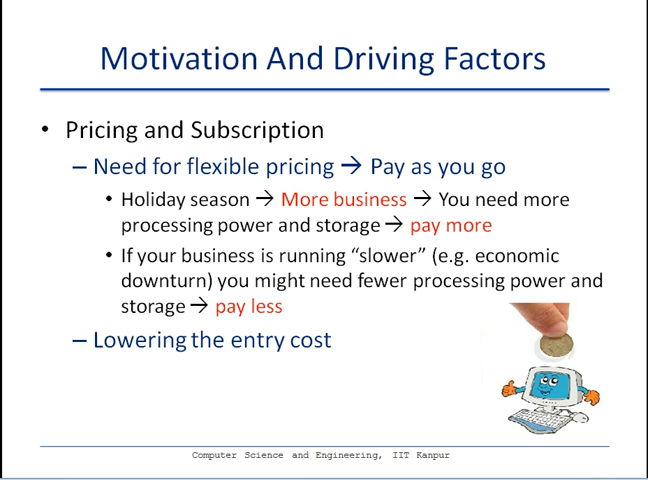 Motivation And Driving Factors
• Pricing and Subscription
– Need for flexible pricing → Pay as you go
• Holiday season → More business → You need more
processing power and storage → pay more
• If your business is running “slower” (e.g. economic
downturn) you might need fewer processing power and
storage → pay less
– Lowering the entry cost
Computer Science and Engineering, IIT Kanpur